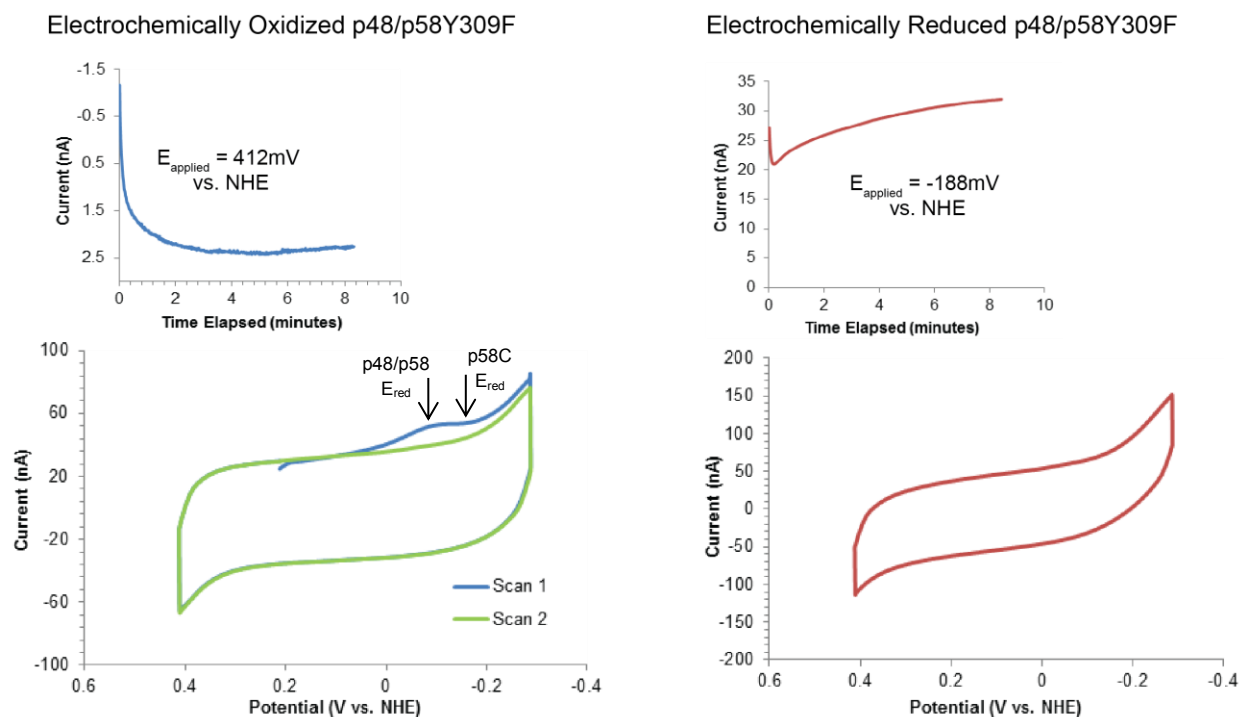 Electrochemically Oxidized p48/p58Y309F
-1.5
-0.5
0.5
1.5
2.5
Current (nA)
E applied = 412mV
vs. NHE
0 2 4 6 8 10
Time Elapsed (minutes)
100
60
20
-20
-60
-100
Current (nA)
p48/p58
E red
p58C
E red
Scan 1
Scan 2
0.6 0.4 0.2 0 -0.2 -0.4
Potential (V vs. NHE)
Electrochemically Reduced p48/p58Y309F
35
30
25
20
15
10
5
0
Current (nA)
E applied = -188mV
vs. NHE
0 2 4 6 8 10
Time Elapsed (minutes)
200
150
100
50
0
-50
-100
-150
-200
Current (nA)
0.6 0.4 0.2 0 -0.2 -0.4
Potential (V vs. NHE)